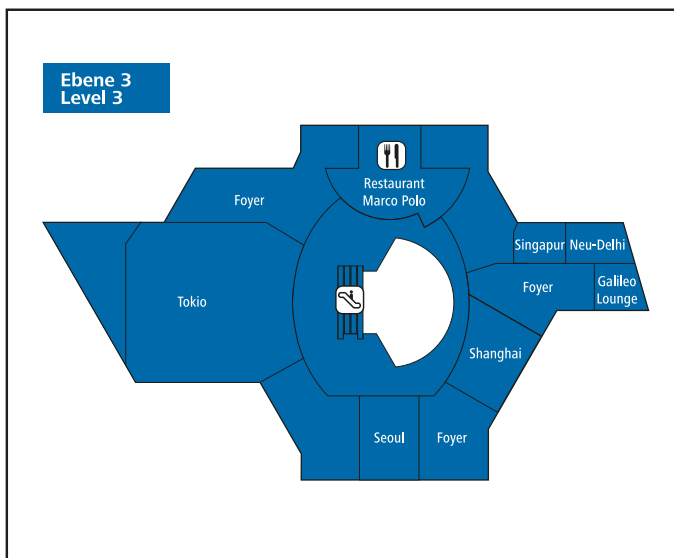 Ebene 3
Level 3
Restaurant
Marco Polo
Foyer
Singapur
Neu-Delhi
Foyer
Galileo
Lounge
Tokio
Shanghai
Seoul
Foyer